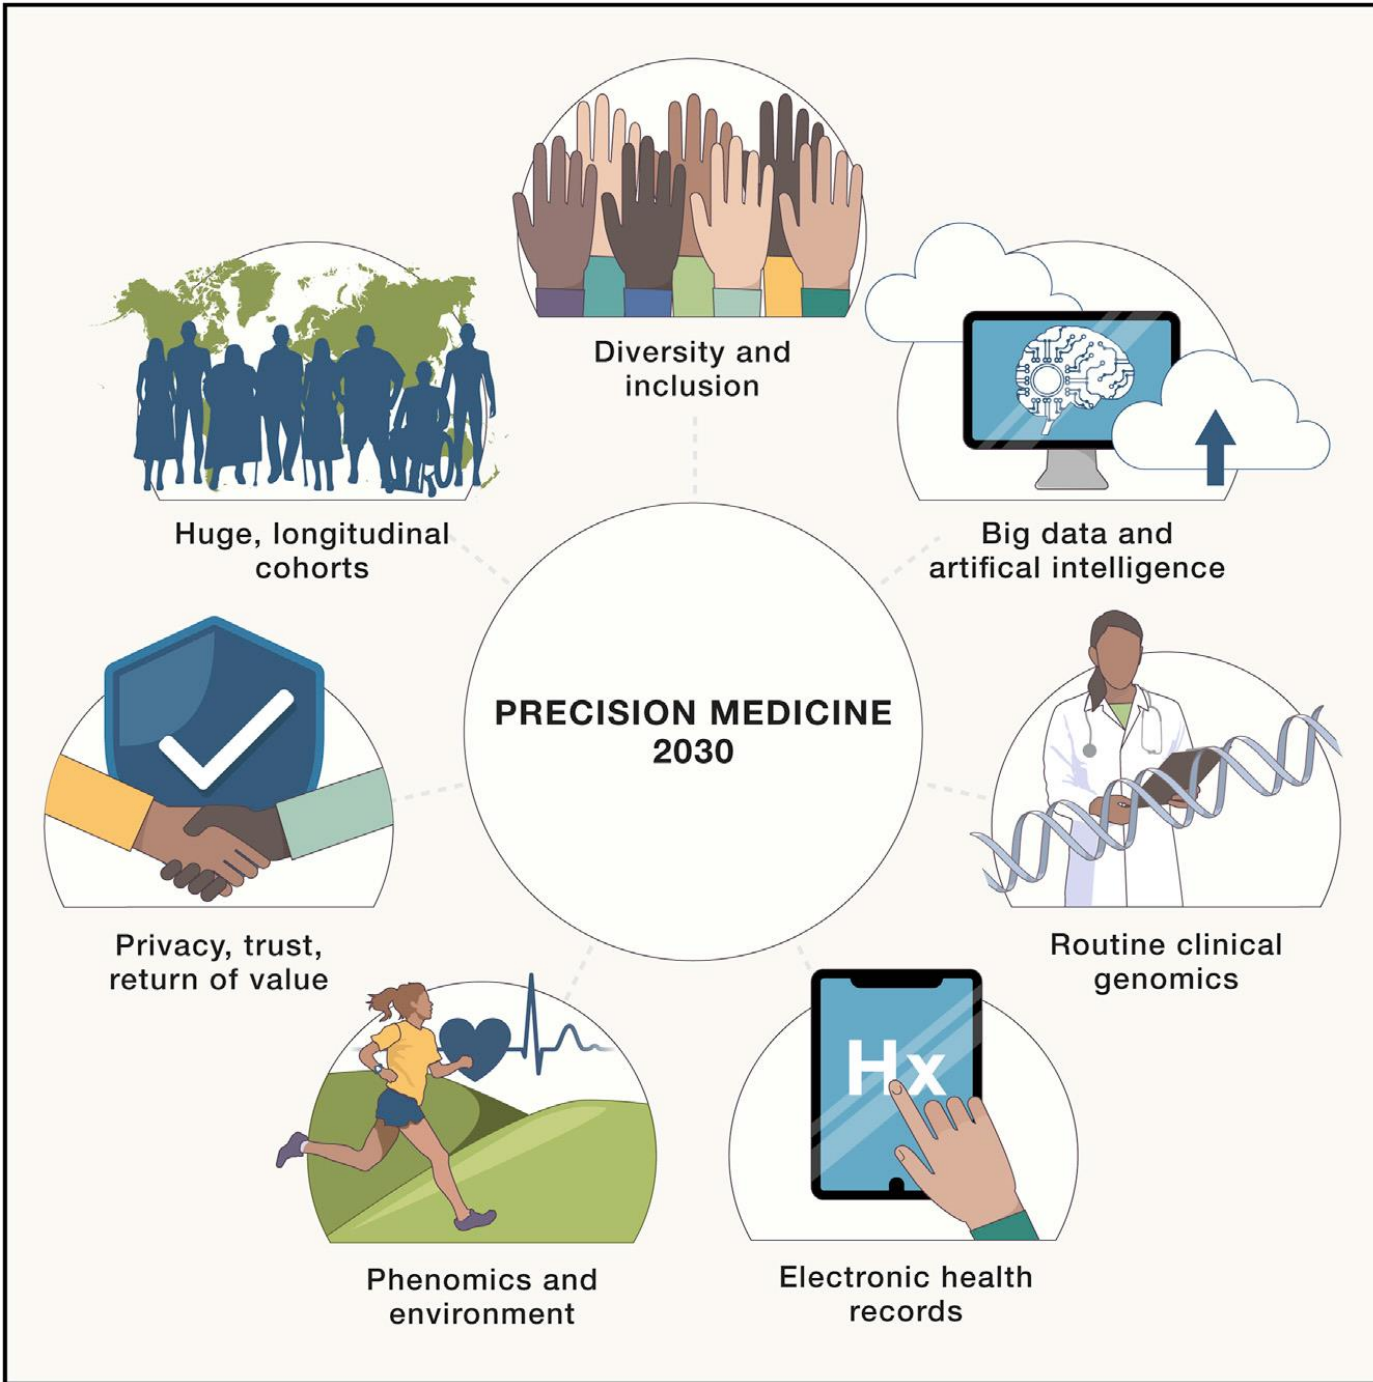 Diversity and
inclusion
Huge, longitudinal
cohorts
Big data and
artifical intelligence
PRECISION MEDICINE
2030
Privacy, trust,
return of value
Routine clinical
genomics
Hx
Phenomics and
environment
Electronic health
records